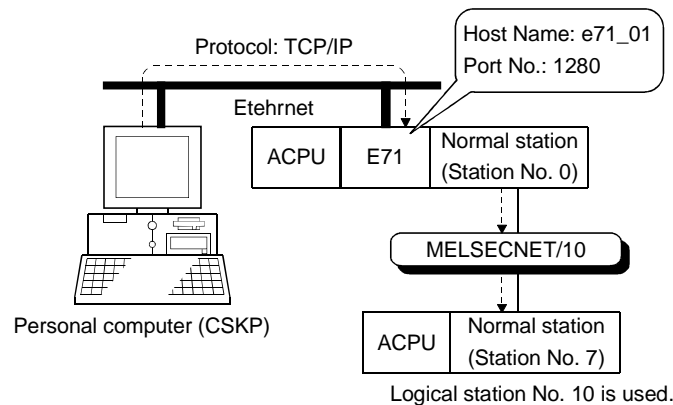 Protocol: TCP/IP
Host Name: e71_01
Port No.: 1280
Etehrnet
ACPU
E71
Normal station
(Station No. 0)
MELSECNET/10
Personal computer (CSKP)
ACPU
Normal station
(Station No. 7)
Logical station No. 10 is used.